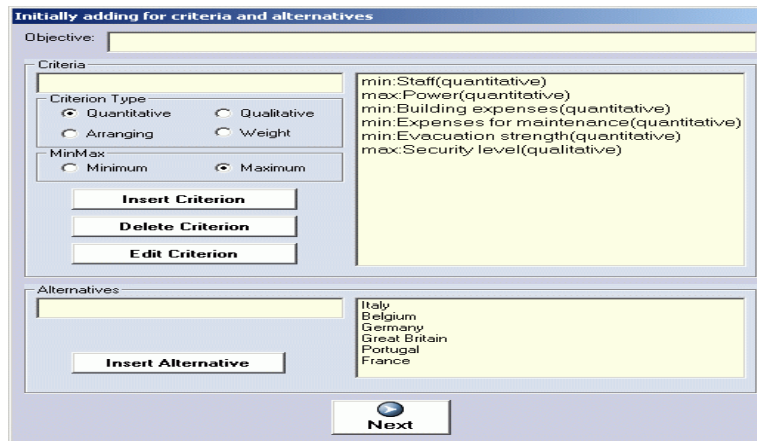 Initially adding for criteria and alternatives
Objective:
Criteria
Criterion Type
Quantitative Qualitative
Arranging Weight
MinMax
Minimum Maximum
Insert Criterion
Delete Criterion
Edit Criterion
min:Staff(quantitative)
max:Power(quantitative)
min:Building expenses(quantitative)
min:Expenses for maintenance(quantitative)
min:Evacuation strength(quantitative)
max:Security level(qualitative)
Alternatives
Insert Alternative
Italy
Belgium
Germany
Great Britain
Portugal
France
Next